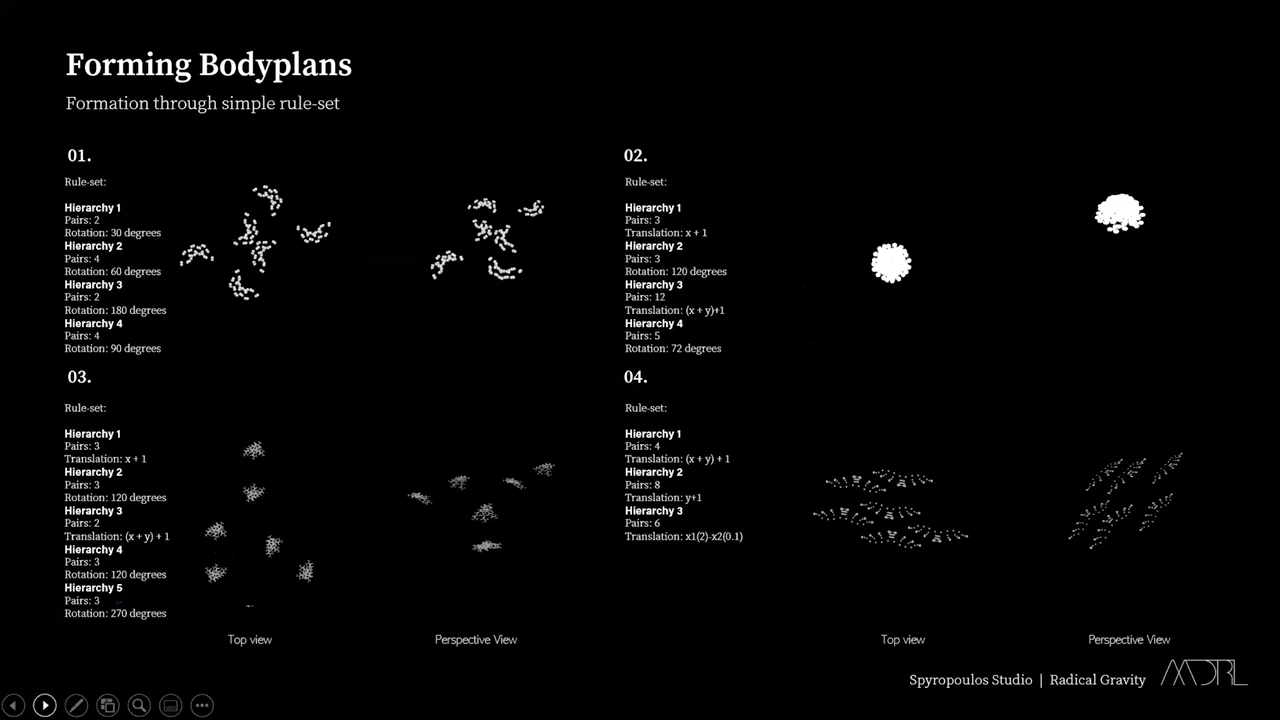 Forming Bodyplans
Formation through simple rule-set
01.
Rule-set:
Hierarchy 1
Pairs: 2
Rotation: 30 degrees
Hierarchy 2
Pairs: 4
Rotation: 60 degrees
Hierarchy 3
Pairs: 2
Rotation: 180 degrees
Hierarchy 4
Pairs: 4
Rotation: 90 degrees
02.
Rule-set:
Hierarchy 1
Pairs: 3
Translation: x + 1
Hierarchy 2
Pairs: 3
Rotation: 120 degrees
Hierarchy 3
Pairs: 12
Translation: (x + y)+1
Hierarchy 4
Pairs: 5
Rotation: 72 degrees
03.
Rule-set:
Hierarchy 1
Pairs: 3
Translation: x + 1
Hierarchy 2
Pairs: 3
Rotation: 120 degrees
Hierarchy 3
Pairs: 2
Translation: (x + y) + 1
Hierarchy 4
Pairs: 3
Rotation: 120 degrees
Hierarchy 5
Pairs: 3
Rotation: 270 degrees
04.
Rule-set:
Hierarchy 1
Pairs: 4
Translation: (x + y) + 1
Hierarchy 2
Pairs: 8
Translation: y+1
Hierarchy 3
Pairs: 6
Translation: x1(2)-x2(0.1)
Top view
Perspective View
Top view
Perspective View
Spyropoulos Studio | Radical Gravity